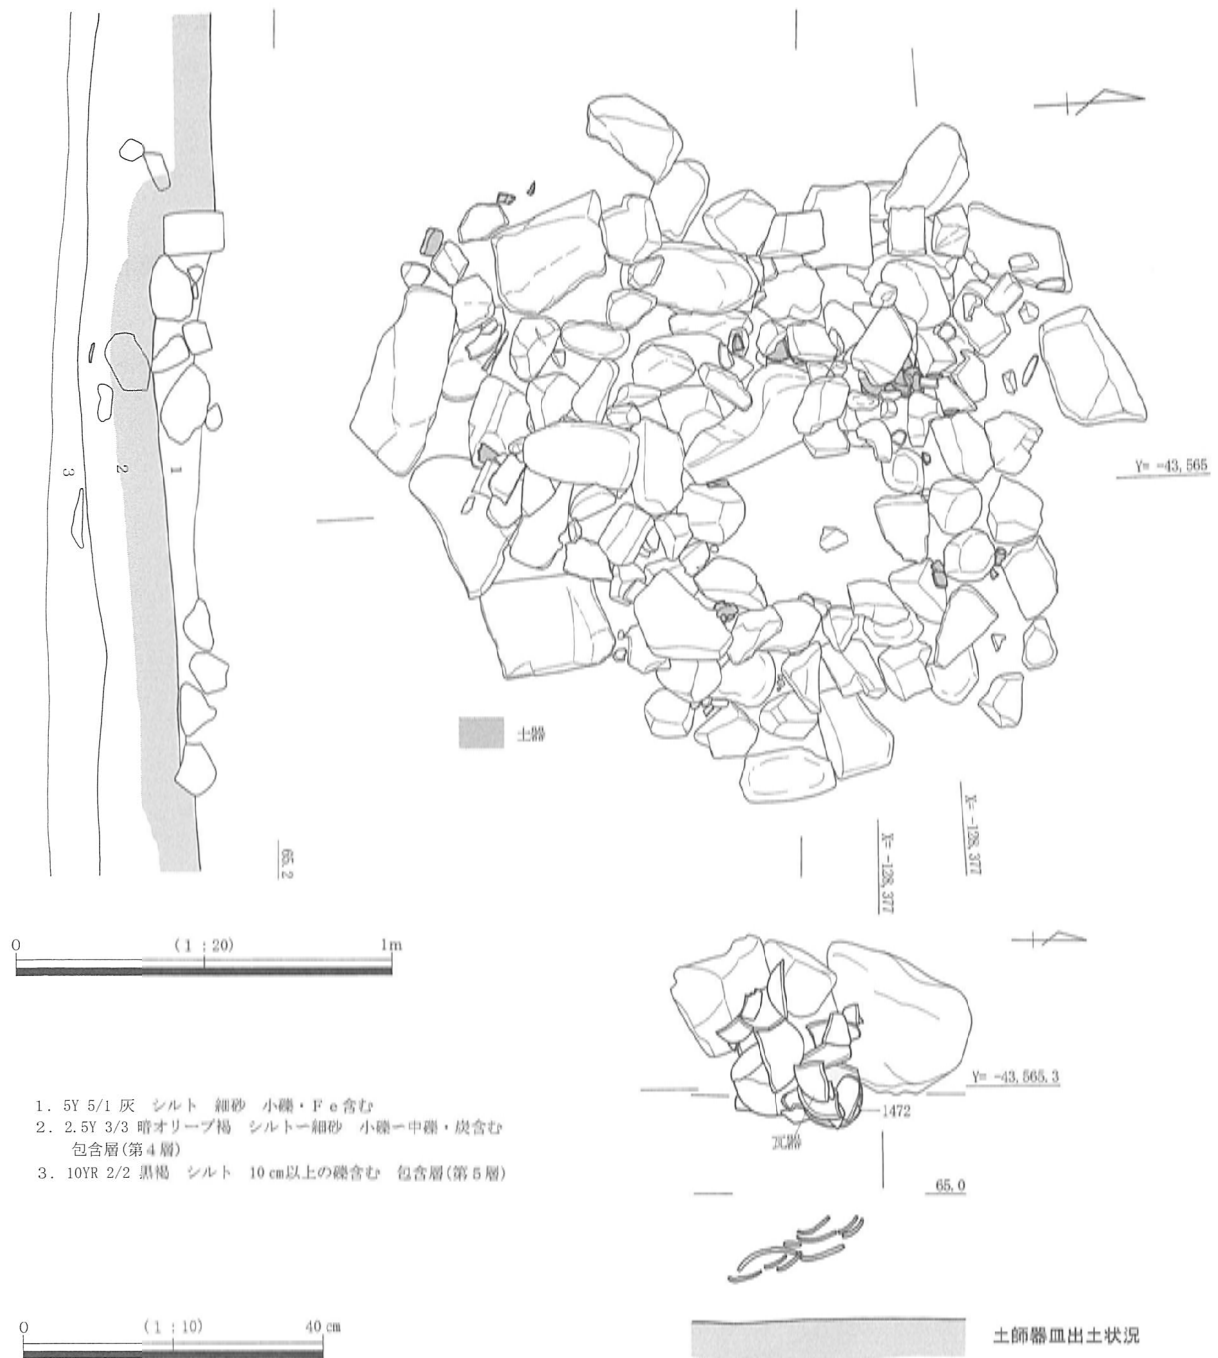 3
2
1
Y= -43,565
土器
X= -128,377
X= -128,377
65.2
0 (1 : 20) 1m
Y= -43,565.3
1472
瓦器
65.0
1. 5Y 5/1 灰 シルト 細砂 小礫・Fe含む
2. 2.5Y 3/3 暗オリーブ褐 シルト～細砂 小礫～中礫・炭含む
包含層(第4層)
3. 10YR 2/2 黒褐 シルト 10cm以上の礫含む 包含層(第5層)
0 (1 : 10) 40cm
土師器皿出土状況